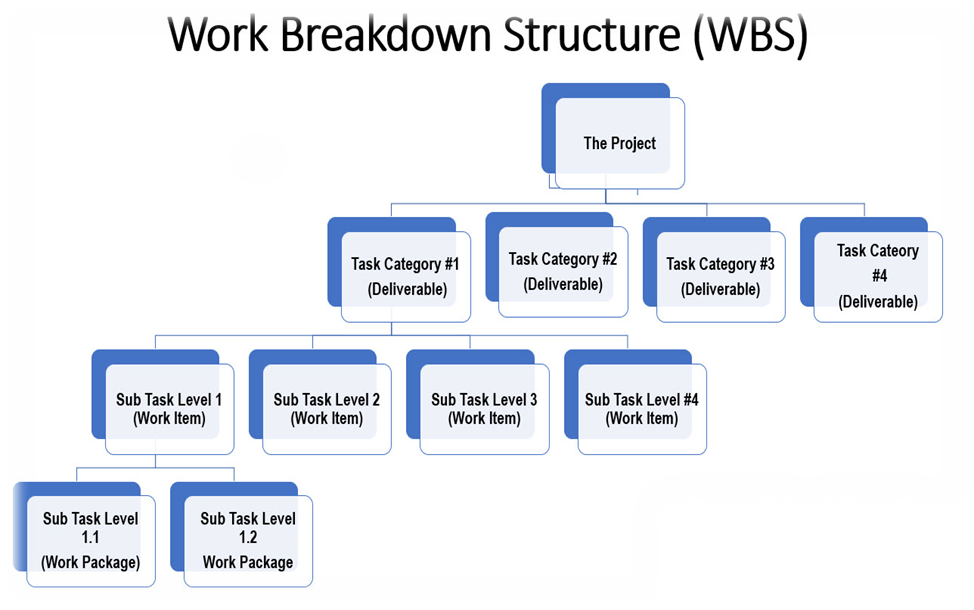 Work Breakdown Structure (WBS)
The Project
Task Category #1
(Deliverable)
Task Category #2
(Deliverable)
Task Category #3
(Deliverable)
Task Cateory
#4
(Deliverable)
Sub Task Level 1
(Work Item)
Sub Task Level 2
(Work Item)
Sub Task Level 3
(Work Item)
Sub Task Level #4
(Work Item)
Sub Task Level
1.1
(Work Package)
Sub Task Level
1.2
Work Package